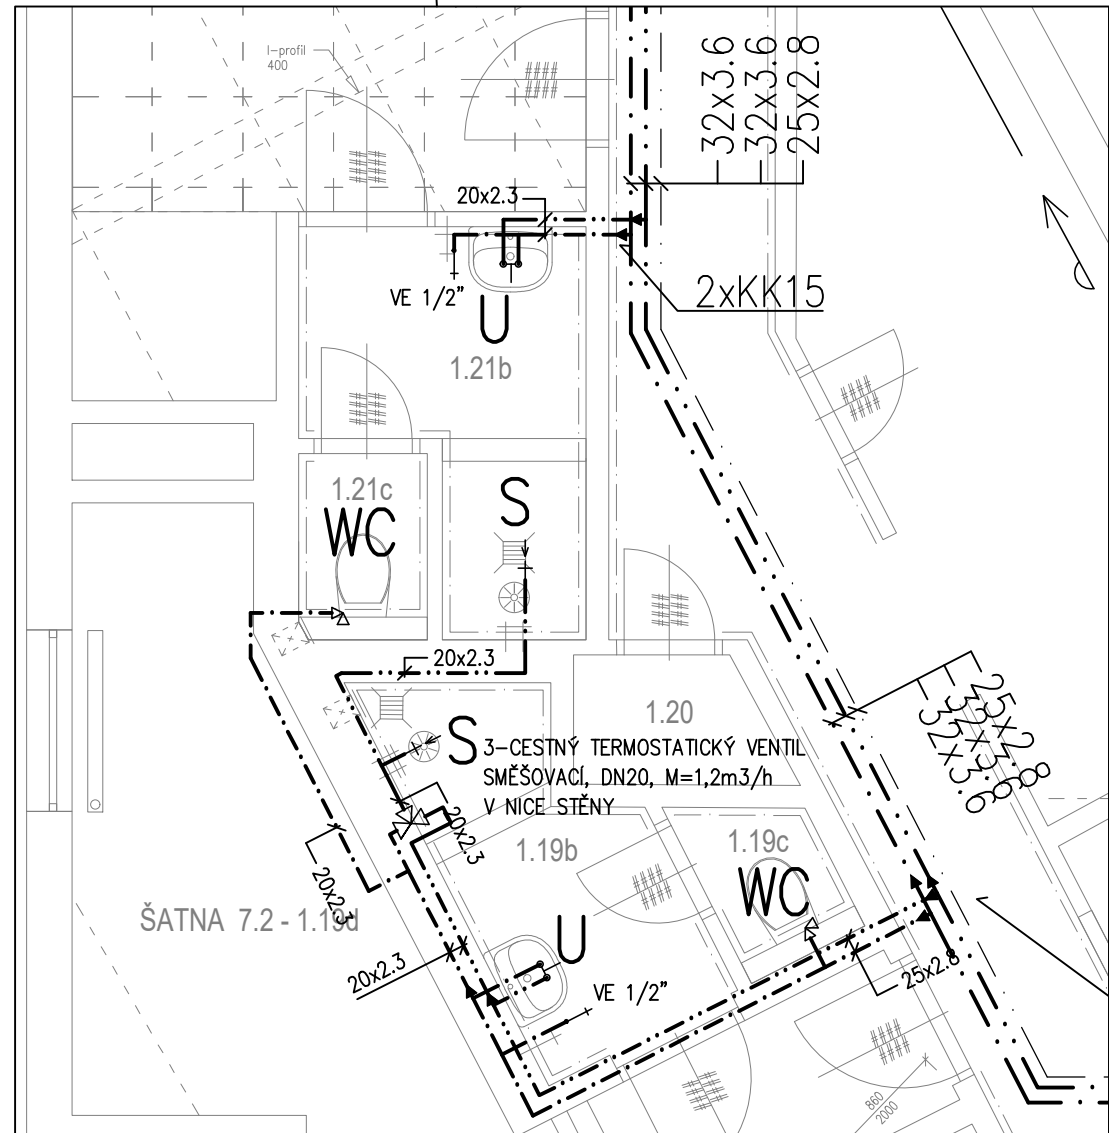 I-profil
400
32x3.6
32x3.6
25x2.8
20x2.3
VE 1/2"
U
2xKK15
1.21b
1.21c
WC
S
20x2.3
1.20
25x2.8
32x3.6
32x3.6
S
3-CESTNÝ TERMOSTATICKÝ VENTIL
SMĚŠOVACÍ, DN20, M=1,2m3/h
V NICE STĚNY
20x2.3
1.19b
1.19c
WC
20x2.3
ŠATNA 7.2 - 1.19d
U
20x2.3
25x2.8
VE 1/2"
860
2000